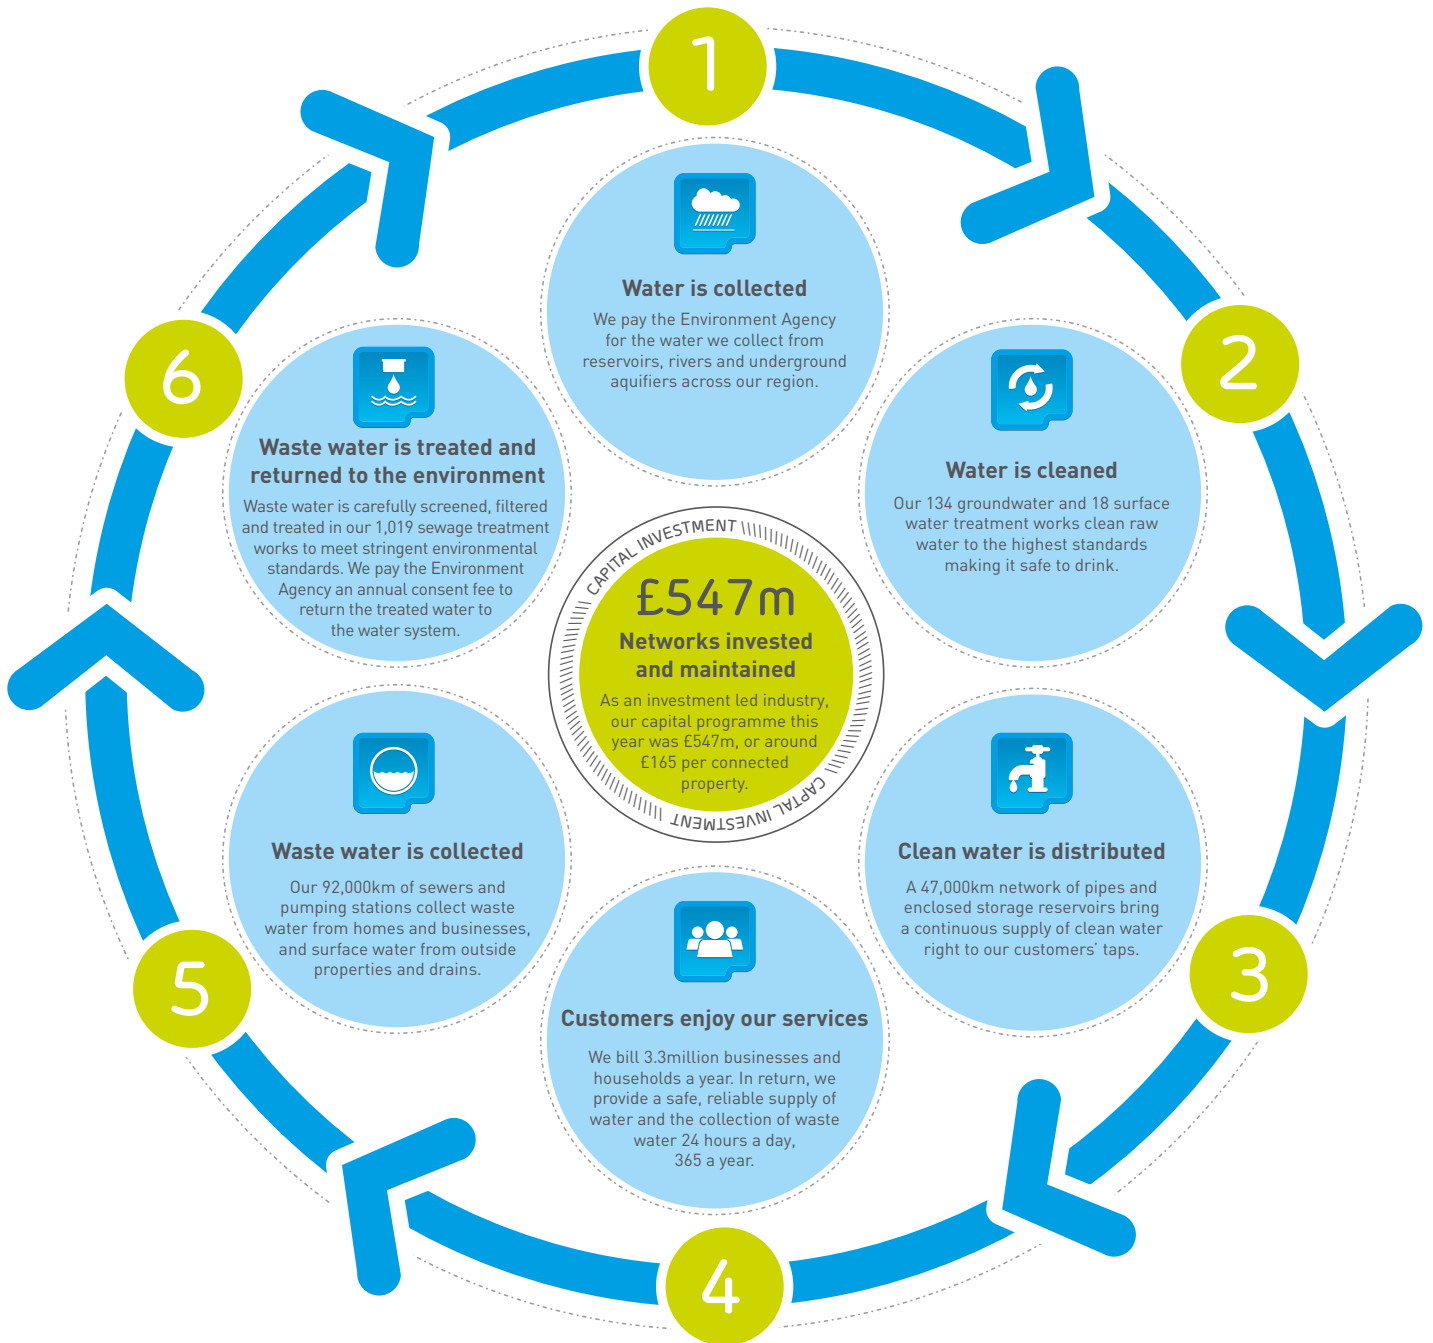 1
Water is collected
We pay the Environment Agency
for the water we collect from
reservoirs, rivers and underground
aquifiers across our region.
2
Water is cleaned
Our 134 groundwater and 18 surface
water treatment works clean raw
water to the highest standards
making it safe to drink.
3
Clean water is distributed
A 47,000km network of pipes and
enclosed storage reservoirs bring
a continuous supply of clean water
right to our customers’ taps.
4
Customers enjoy our services
We bill 3.3million businesses and
households a year. In return, we
provide a safe, reliable supply of
water and the collection of waste
water 24 hours a day,
365 a year.
5
Waste water is collected
Our 92,000km of sewers and
pumping stations collect waste
water from homes and businesses,
and surface water from outside
properties and drains.
6
Waste water is treated and
returned to the environment
Waste water is carefully screened, filtered
and treated in our 1,019 sewage treatment
works to meet stringent environmental
standards. We pay the Environment
Agency an annual consent fee to
return the treated water to
the water system.
CAPITAL INVESTMENT
£547m
Networks invested
and maintained
As an investment led industry,
our capital programme this
year was £547m, or around
£165 per connected
property.
CAPTAL INVESTMENT